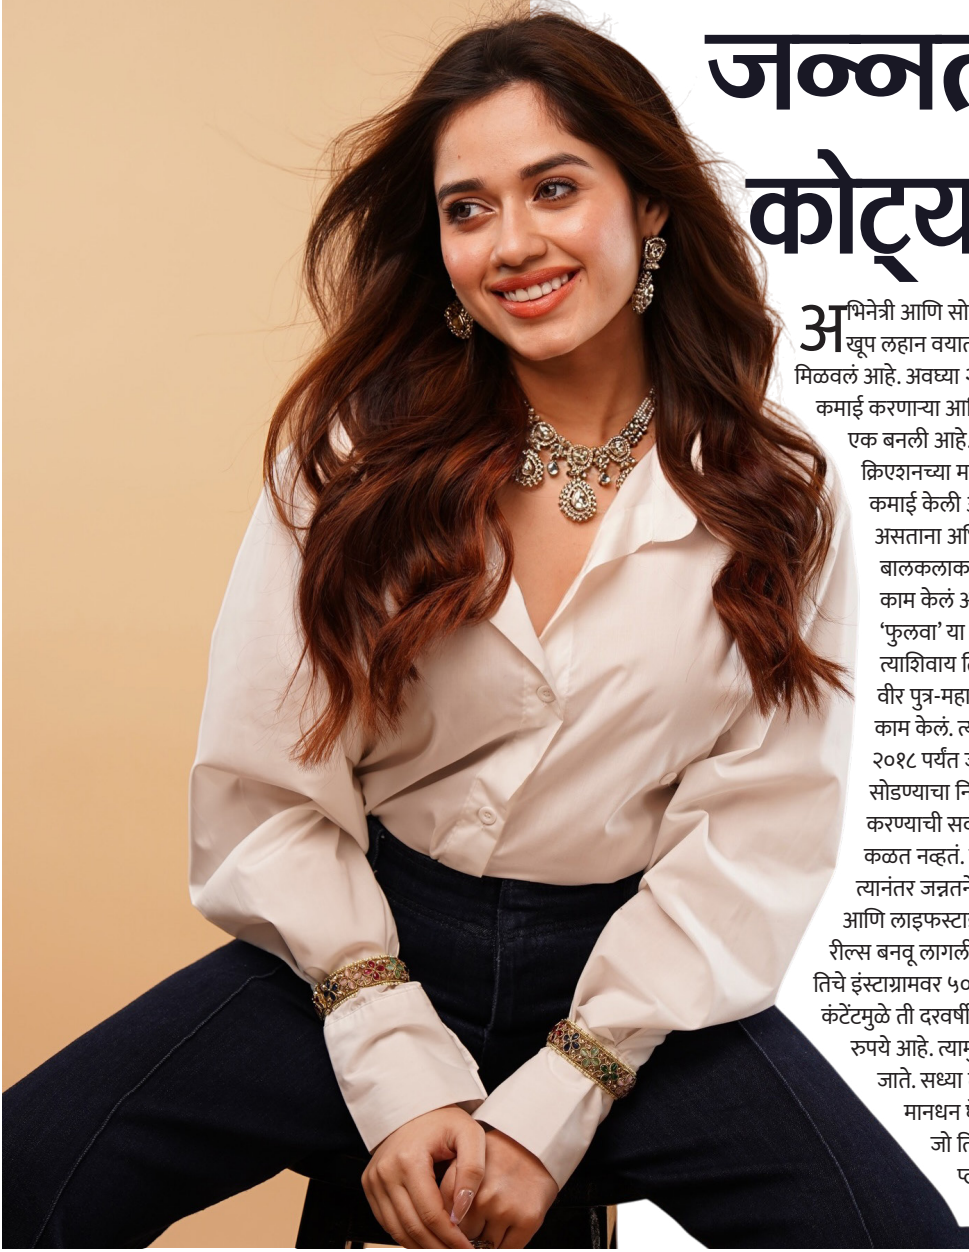 जन्नत
कोट्य
अभिनेत्री आणि सो
खूप लहान वयात
मिळवलं आहे. अवघ्या
कमाई करणाऱ्या आ
एक बनली आहे.
क्रिएशनच्या म
कमाई केली
असताना अभि
बालकलाक
काम केलं अ
‘फुलवा’ या
त्याशिवाय ति
वीर पुत्र-महा
काम केलं. त्य
२०१८ पर्यंत
सोडण्याचा नि
करण्याची सव
कळत नव्हतं.
त्यानंतर जन्नतने
आणि लाइफस्टा
रील्स बनवू लागली
तिचे इंस्टाग्रामवर ५०
कंटेंटमुळे ती दरवर्षी
रुपये आहे. त्यामु
जाते. सध्या
मानधन घे
जो ति
प्ल